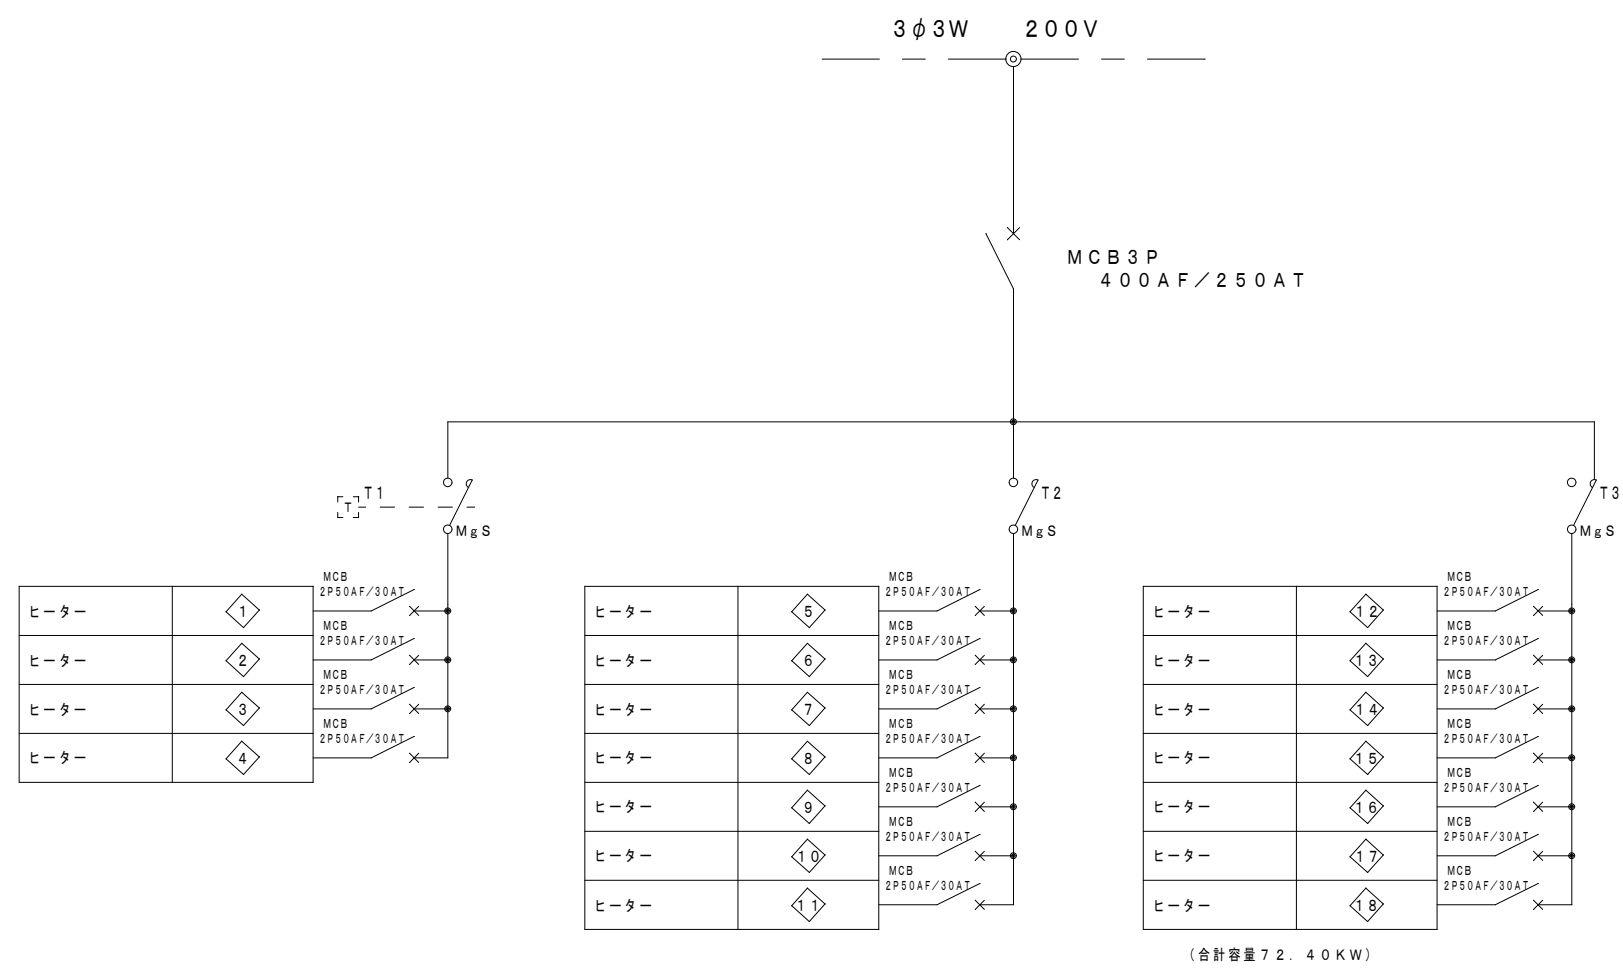 3φ3W 200V
MCB3P
400AF/250AT
T T1
MgS
T2
MgS
T3
MgS
MCB
2P50AF/30AT
ヒーター 1
MCB
2P50AF/30AT
ヒーター 2
MCB
2P50AF/30AT
ヒーター 3
MCB
2P50AF/30AT
ヒーター 4
MCB
2P50AF/30AT
ヒーター 5
MCB
2P50AF/30AT
ヒーター 6
MCB
2P50AF/30AT
ヒーター 7
MCB
2P50AF/30AT
ヒーター 8
MCB
2P50AF/30AT
ヒーター 9
MCB
2P50AF/30AT
ヒーター 10
MCB
2P50AF/30AT
ヒーター 11
MCB
2P50AF/30AT
ヒーター 12
MCB
2P50AF/30AT
ヒーター 13
MCB
2P50AF/30AT
ヒーター 14
MCB
2P50AF/30AT
ヒーター 15
MCB
2P50AF/30AT
ヒーター 16
MCB
2P50AF/30AT
ヒーター 17
MCB
2P50AF/30AT
ヒーター 18
(合計容量72.40KW)